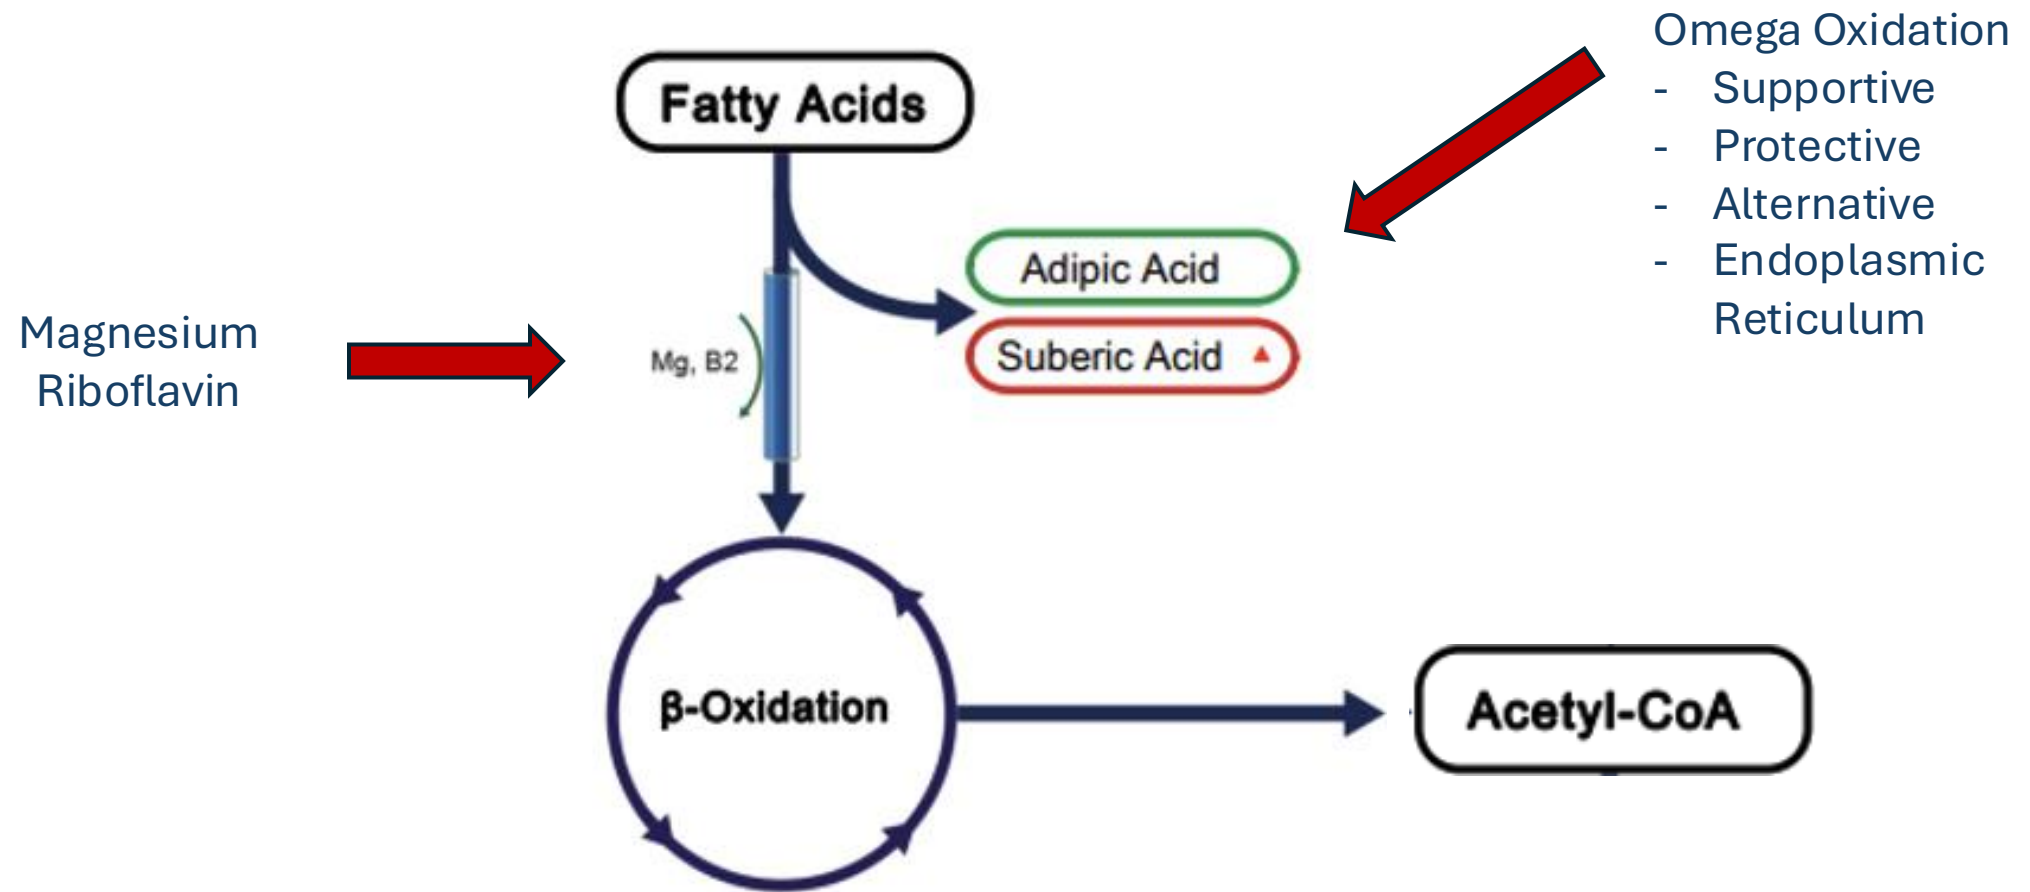 Omega Oxidation
- Supportive
- Protective
- Alternative
- Endoplasmic
Reticulum
Fatty Acids
Adipic Acid
Suberic Acid
Magnesium
Riboflavin
Mg, B2
β-Oxidation
Acetyl-CoA